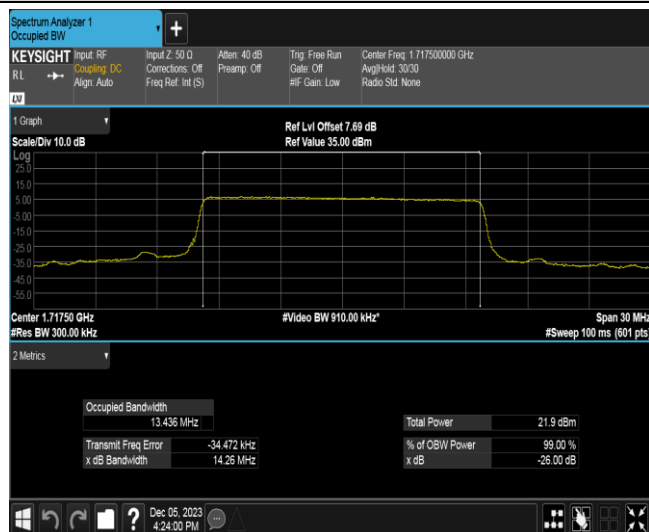 Spectrum Analyzer 1
Occupied BW
+
KEYSIGHT Input: RF Input Z: 50 Ω Atten: 40 dB Trig: Free Run Center Freq: 1.717500000 GHz
RL Coupling: DC Corrections: Off Preamp: Off Gate: Off Avg|Hold: 30/30
Align: Auto Freq Ref: Int (S) #IF Gain: Low Radio Std: None
LXI
1 Graph
Ref Lvl Offset 7.69 dB
Scale/Div 10.0 dB Ref Value 35.00 dBm
Log
25.0
15.0
5.00
-5.00
-15.0
-25.0
-35.0
-45.0
-55.0
Center 1.71750 GHz #Video BW 910.00 kHz* Span 30 MHz
#Res BW 300.00 kHz #Sweep 100 ms (601 pts)
2 Metrics
Occupied Bandwidth
13.436 MHz Total Power 21.9 dBm
Transmit Freq Error -34.472 kHz % of OBW Power 99.00 %
x dB Bandwidth 14.26 MHz x dB -26.00 dB
? Dec 05, 2023
4:24:00 PM